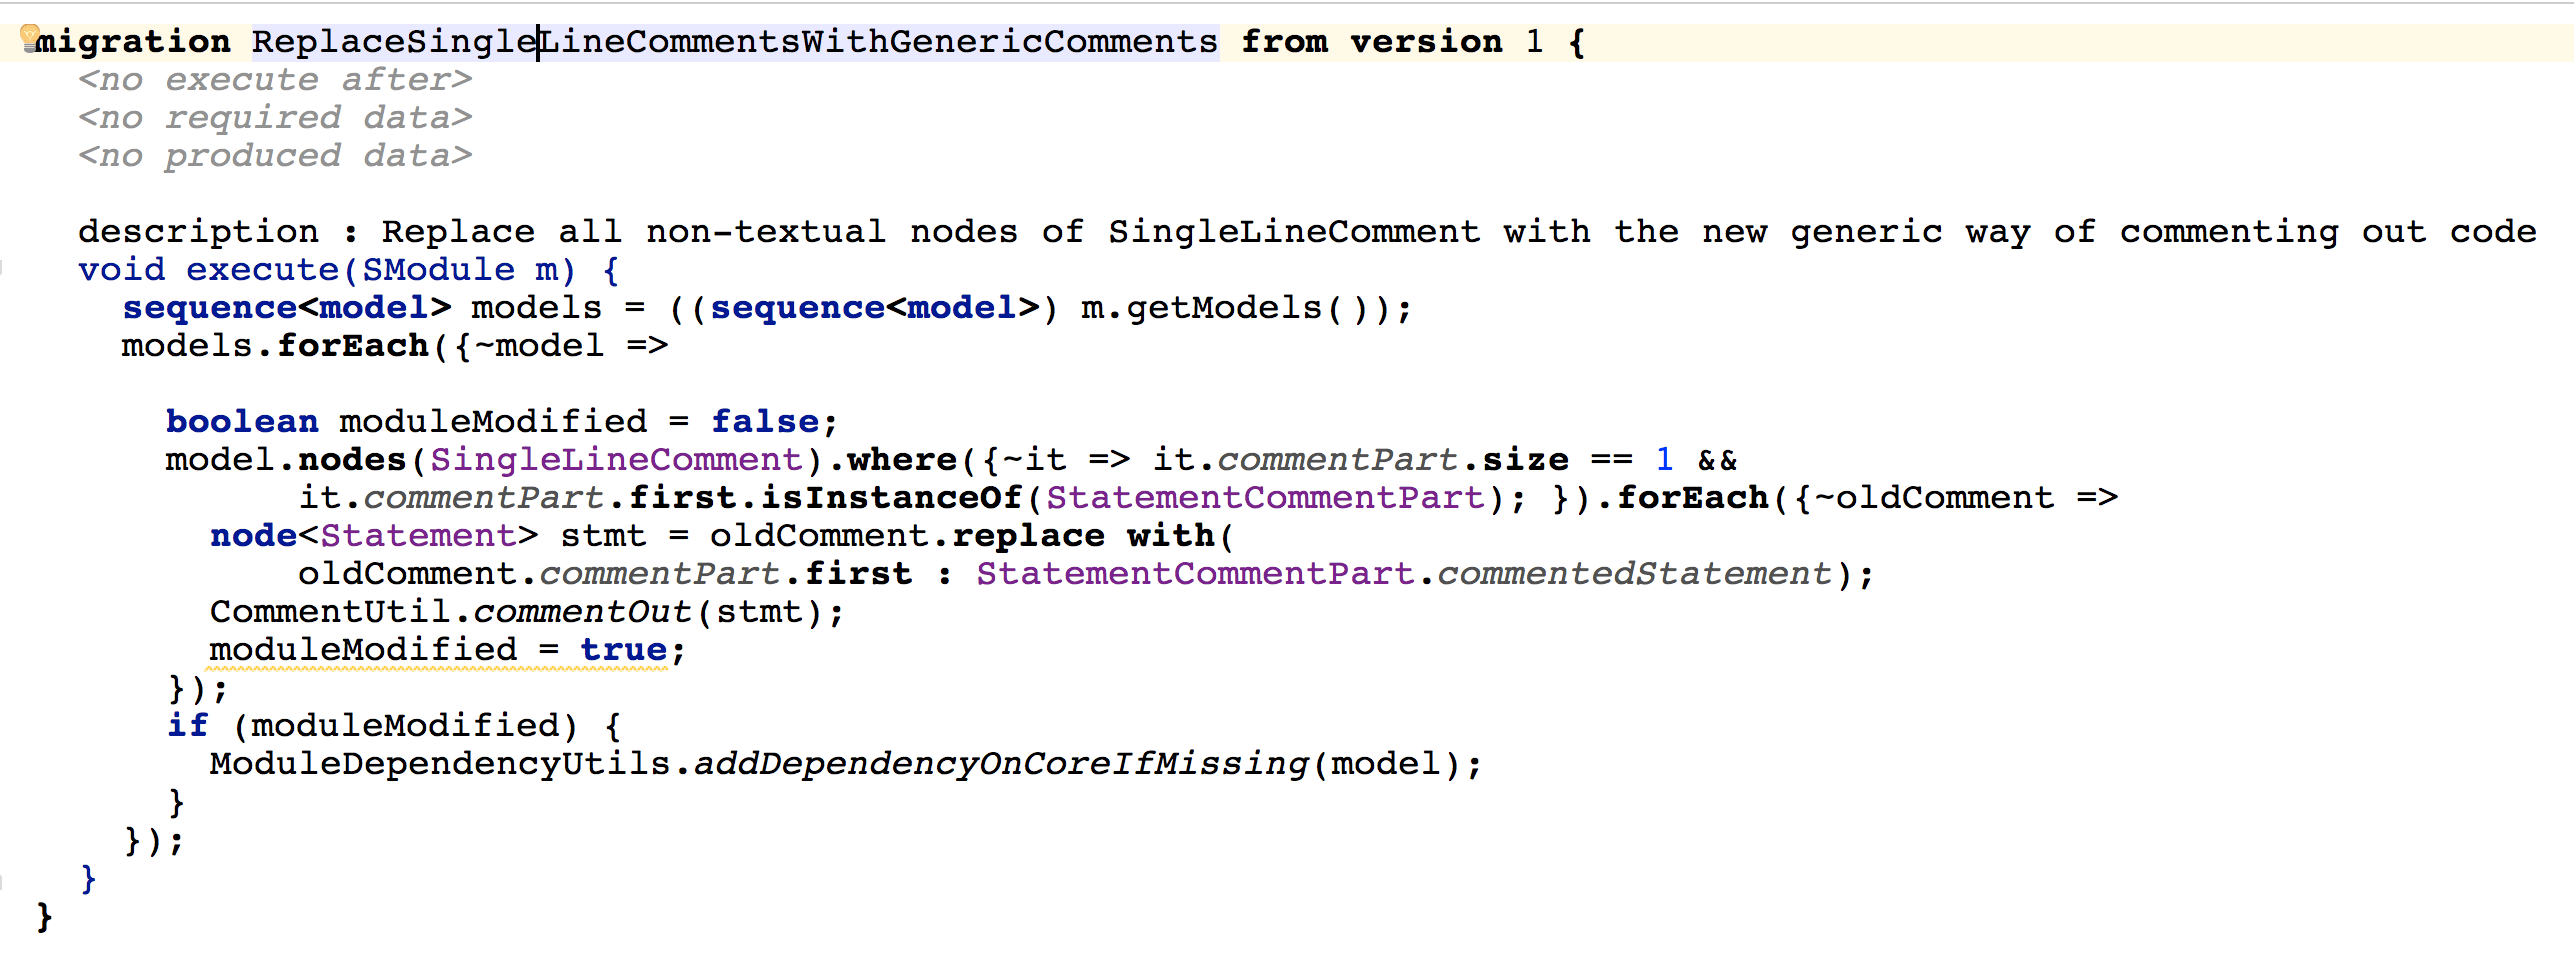 migration ReplaceSingleLineCommentsWithGenericComments from version 1 {
<no execute after>
<no required data>
<no produced data>
description : Replace all non-textual nodes of SingleLineComment with the new generic way of commenting out code
void execute(SModule m) {
sequence<model> models = ((sequence<model>) m.getModels());
models.forEach({~model =>
boolean moduleModified = false;
model.nodes(SingleLineComment).where({~it => it.commentPart.size == 1 &&
it.commentPart.first.isInstanceOf(StatementCommentPart); }).forEach({~oldComment =>
node<Statement> stmt = oldComment.replace with(
oldComment.commentPart.first : StatementCommentPart.commentedStatement);
CommentUtil.commentOut(stmt);
moduleModified = true;
});
if (moduleModified) {
ModuleDependencyUtils.addDependencyOnCoreIfMissing(model);
}
});
}
}